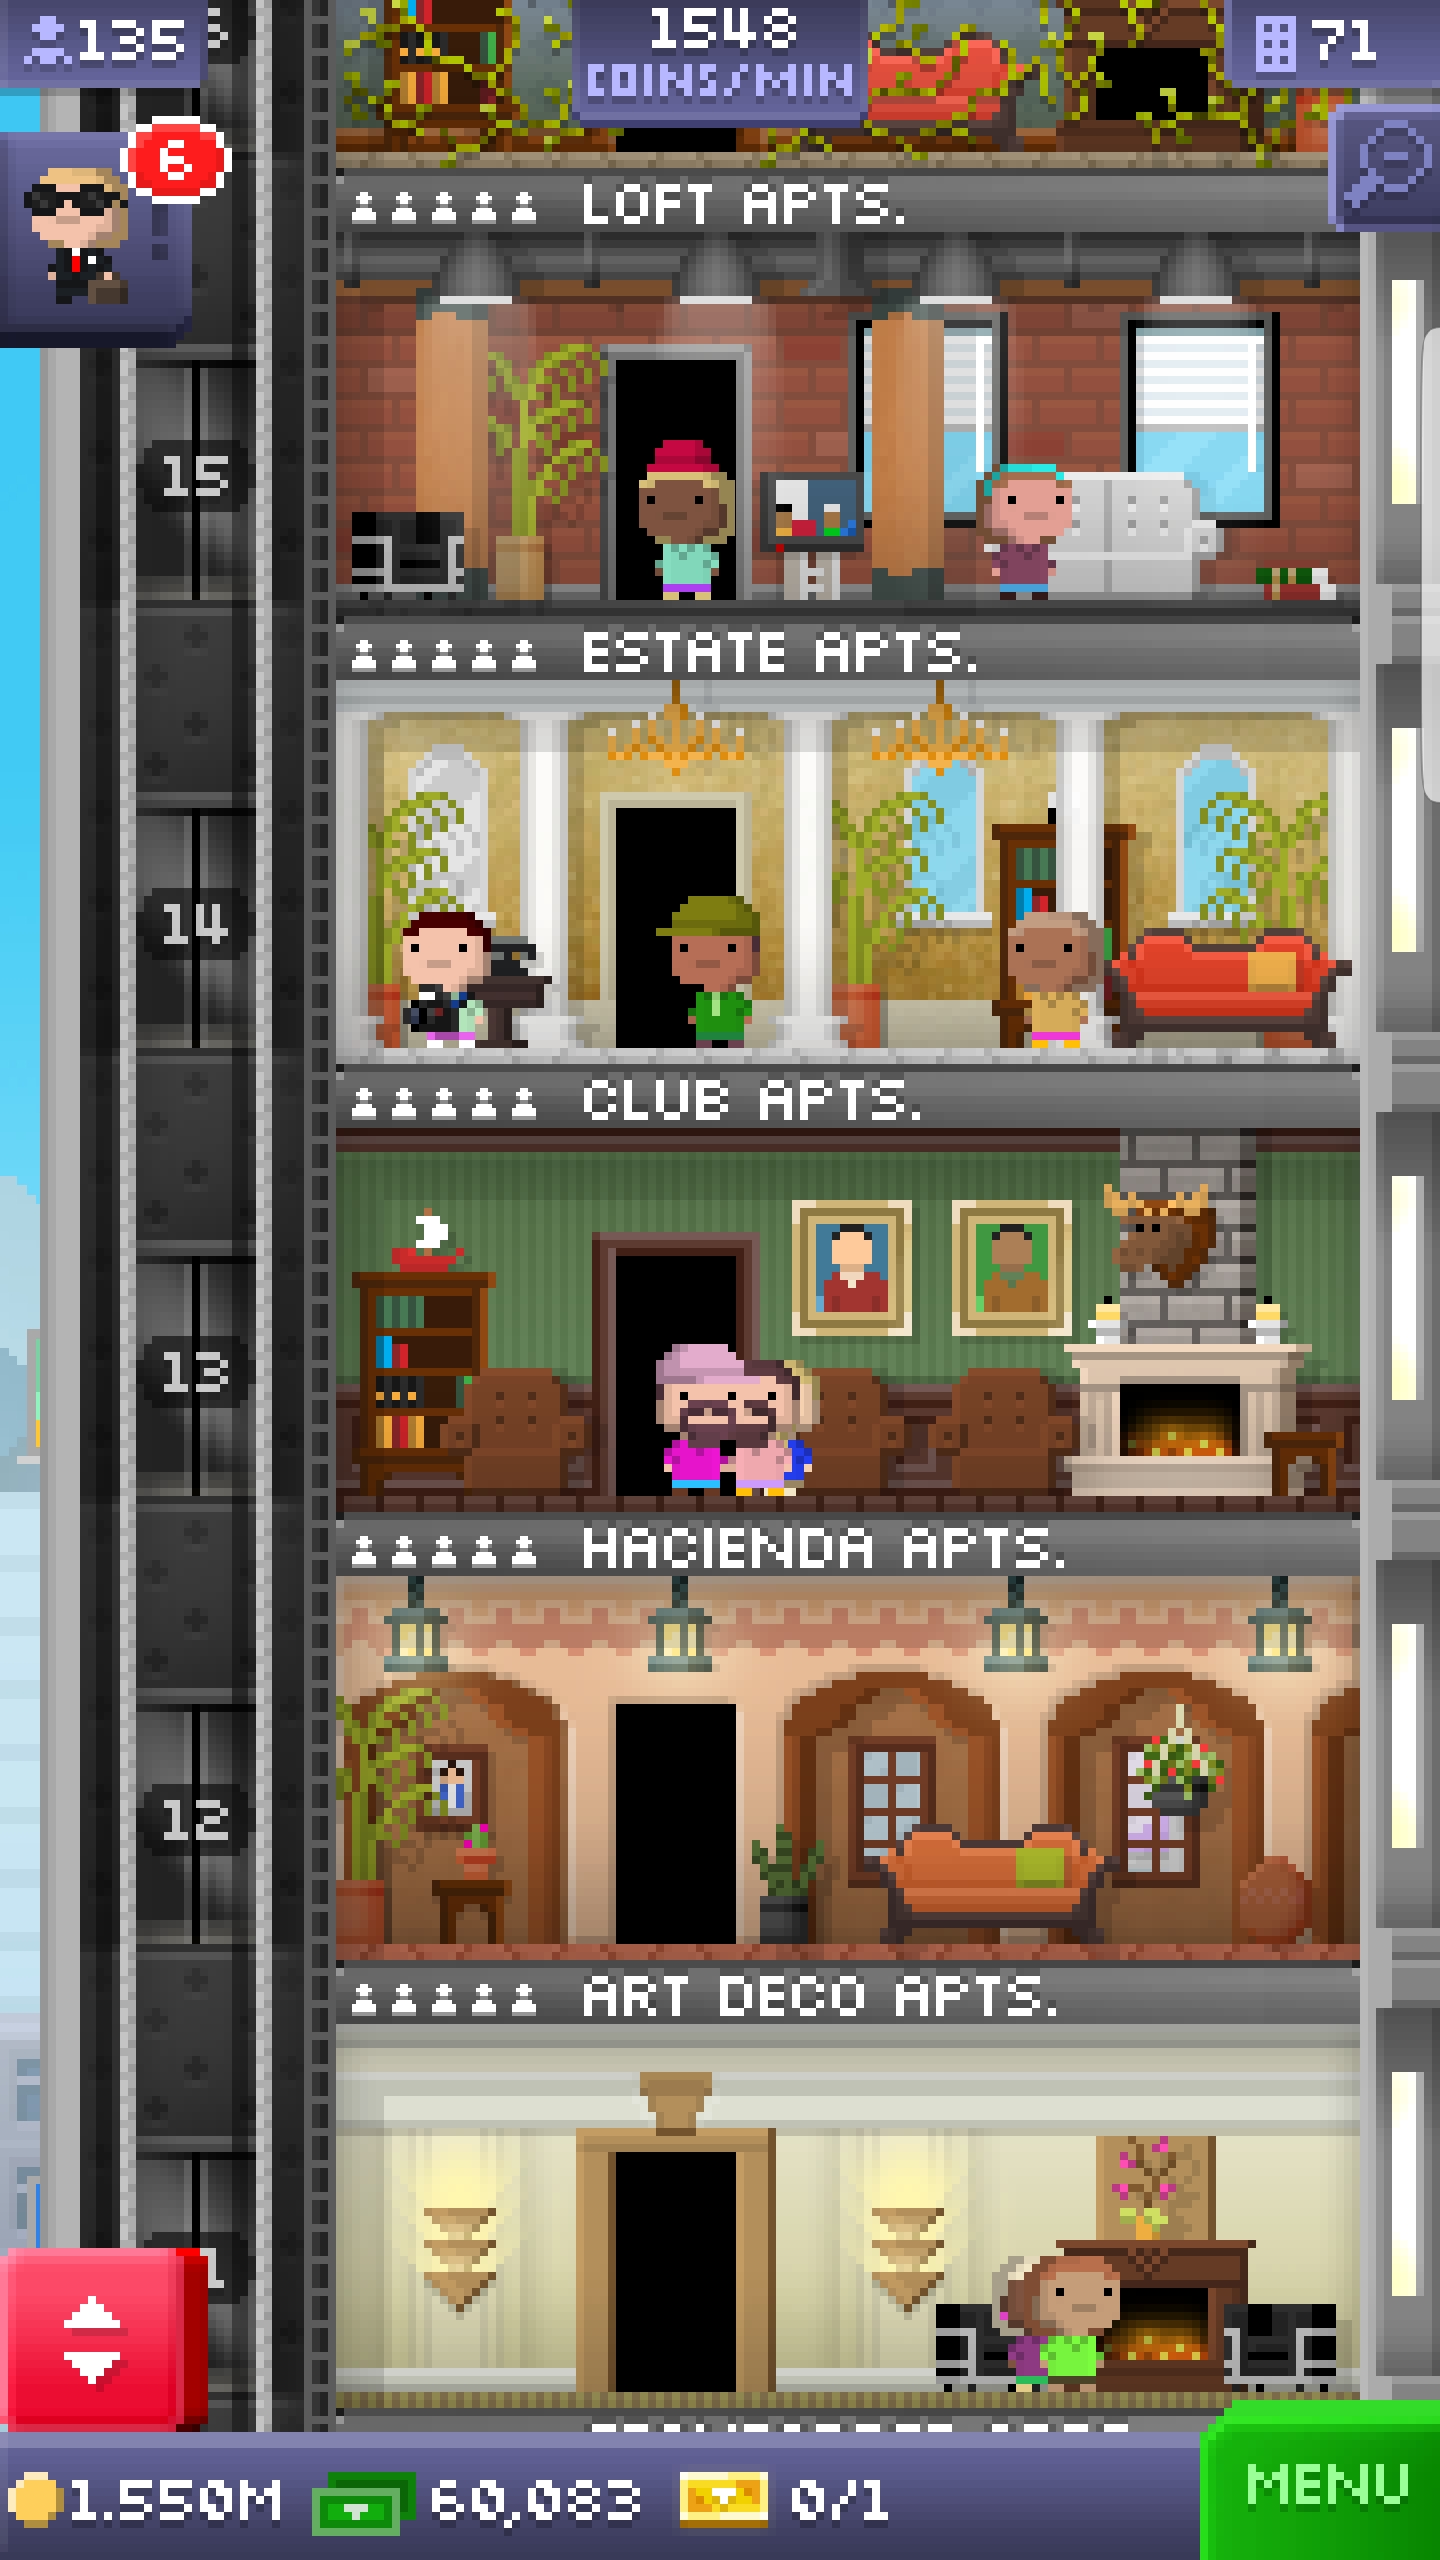 135
1548
COINS/MIN
71
6
LOFT APTS.
15
ESTATE APTS.
14
CLUB APTS.
13
HACIENDA APTS.
12
ART DECO APTS.
1.550M
60,083
0/1
MENU